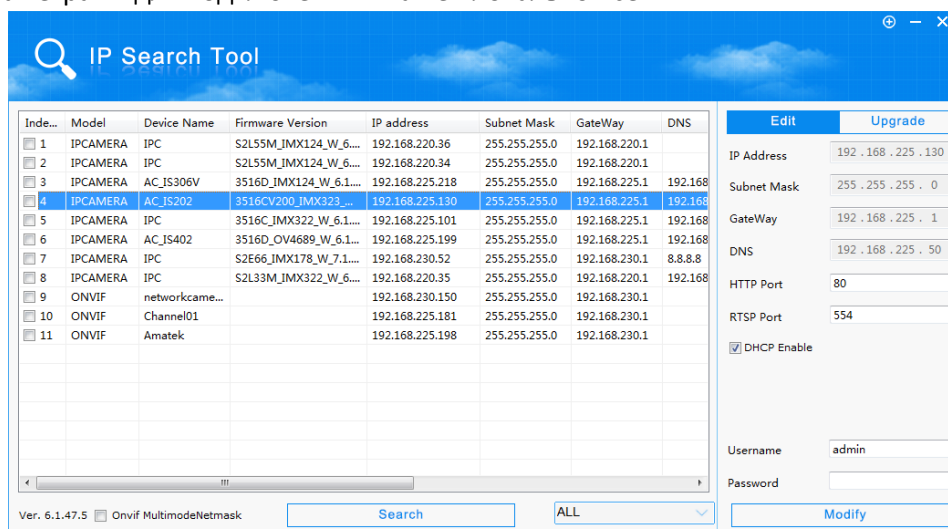 IP Search Tool
Inde... Model Device Name Firmware Version IP address Subnet Mask GateWay DNS
1 IPCAMERA IPC S2L55M_IMX124_W_6.... 192.168.220.36 255.255.255.0 192.168.220.1
2 IPCAMERA IPC S2L55M_IMX124_W_6.... 192.168.220.34 255.255.255.0 192.168.220.1
3 IPCAMERA AC_IS306V 3516D_IMX124_W_6.1.... 192.168.225.218 255.255.255.0 192.168.225.1 192.168
4 IPCAMERA AC_IS202 3516CV200_IMX323_... 192.168.225.130 255.255.255.0 192.168.225.1 192.168
5 IPCAMERA IPC 3516C_IMX322_W_6.1.... 192.168.225.101 255.255.255.0 192.168.225.1 192.168
6 IPCAMERA AC_IS402 3516D_OV4689_W_6.1... 192.168.225.199 255.255.255.0 192.168.225.1 192.168
7 IPCAMERA IPC S2E66_IMX178_W_7.1.... 192.168.230.52 255.255.255.0 192.168.230.1 8.8.8.8
8 IPCAMERA IPC S2L33M_IMX322_W_6.... 192.168.220.35 255.255.255.0 192.168.220.1 192.168
9 ONVIF networkcame... 192.168.230.150 255.255.255.0 192.168.230.1
10 ONVIF Channel01 192.168.225.181 255.255.255.0 192.168.230.1
11 ONVIF Amatek 192.168.225.198 255.255.255.0 192.168.230.1
Edit Upgrade
IP Address 192 . 168 . 225 . 130
Subnet Mask 255 . 255 . 255 . 0
GateWay 192 . 168 . 225 . 1
DNS 192 . 168 . 225 . 50
HTTP Port 80
RTSP Port 554
DHCP Enable
Username admin
Password
Ver. 6.1.47.5 Onvif MultimodeNetmask Search ALL Modify